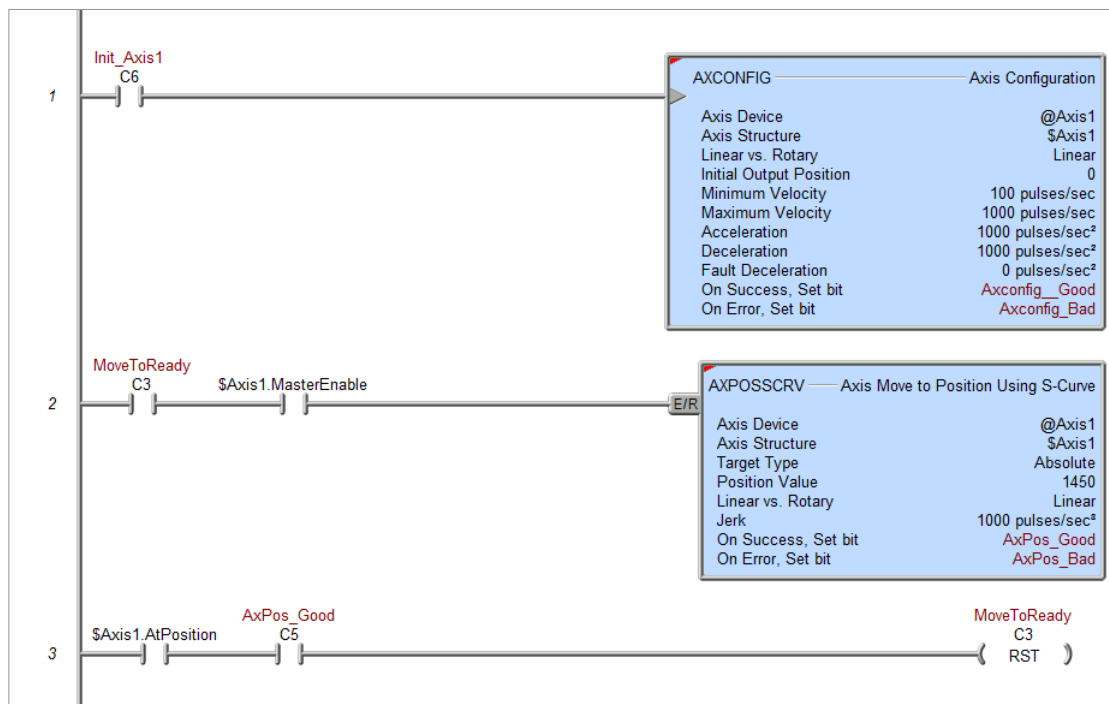 Init_Axis1
C6
1
AXCONFIG Axis Configuration
Axis Device @Axis1
Axis Structure $Axis1
Linear vs. Rotary Linear
Initial Output Position 0
Minimum Velocity 100 pulses/sec
Maximum Velocity 1000 pulses/sec
Acceleration 1000 pulses/sec²
Deceleration 1000 pulses/sec²
Fault Deceleration 0 pulses/sec²
On Success, Set bit Axconfig__Good
On Error, Set bit Axconfig_Bad
MoveToReady
C3 $Axis1.MasterEnable
2
E/R
AXPOSSCRV Axis Move to Position Using S-Curve
Axis Device @Axis1
Axis Structure $Axis1
Target Type Absolute
Position Value 1450
Linear vs. Rotary Linear
Jerk 1000 pulses/sec³
On Success, Set bit AxPos_Good
On Error, Set bit AxPos_Bad
AxPos_Good MoveToReady
$Axis1.AtPosition C5 C3
3 RST